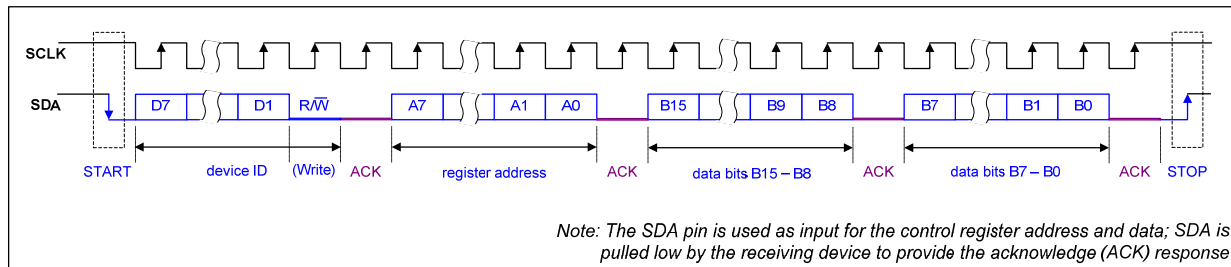 SCLK
SDA D7 D1 R/W A7 A1 A0 B15 B9 B8 B7 B1 B0
START device ID (Write) ACK register address ACK data bits B15 – B8 ACK data bits B7 – B0 ACK STOP
Note: The SDA pin is used as input for the control register address and data; SDA is
pulled low by the receiving device to provide the acknowledge (ACK) response